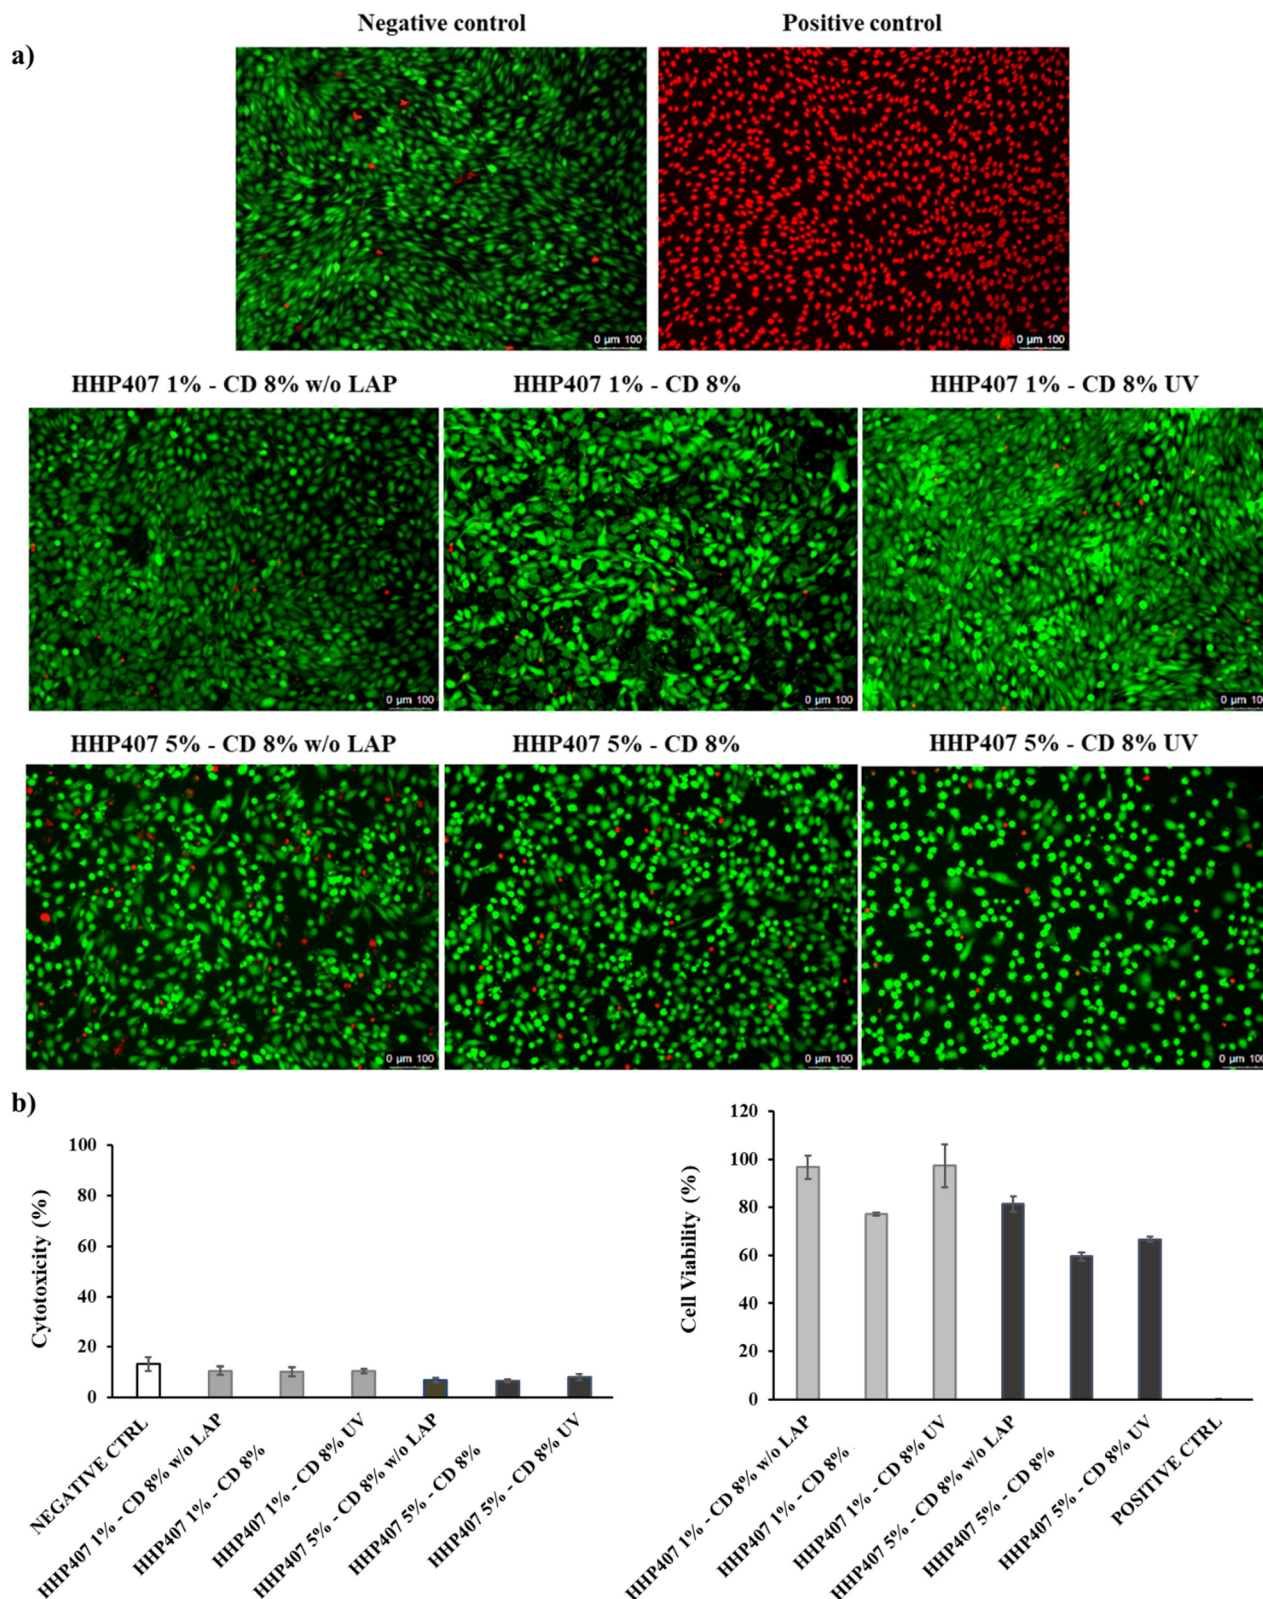 Negative control
Positive control
a)
0 µm 100
0 µm 100
HHP407 1% - CD 8% w/o LAP
HHP407 1% - CD 8%
HHP407 1% - CD 8% UV
0 µm 100
0 µm 100
0 µm 100
HHP407 5% - CD 8% w/o LAP
HHP407 5% - CD 8%
HHP407 5% - CD 8% UV
0 µm 100
0 µm 100
0 µm 100
b)
Cytotoxicity (%)
100
80
60
40
20
0
NEGATIVE CTRL
HHP407 1% - CD 8% w/o LAP
HHP407 1% - CD 8%
HHP407 1% - CD 8% UV
HHP407 5% - CD 8% w/o LAP
HHP407 5% - CD 8%
HHP407 5% - CD 8% UV
Cell Viability (%)
120
100
80
60
40
20
0
HHP407 1% - CD 8% w/o LAP
HHP407 1% - CD 8%
HHP407 1% - CD 8% UV
HHP407 5% - CD 8% w/o LAP
HHP407 5% - CD 8%
HHP407 5% - CD 8% UV
POSITIVE CTRL